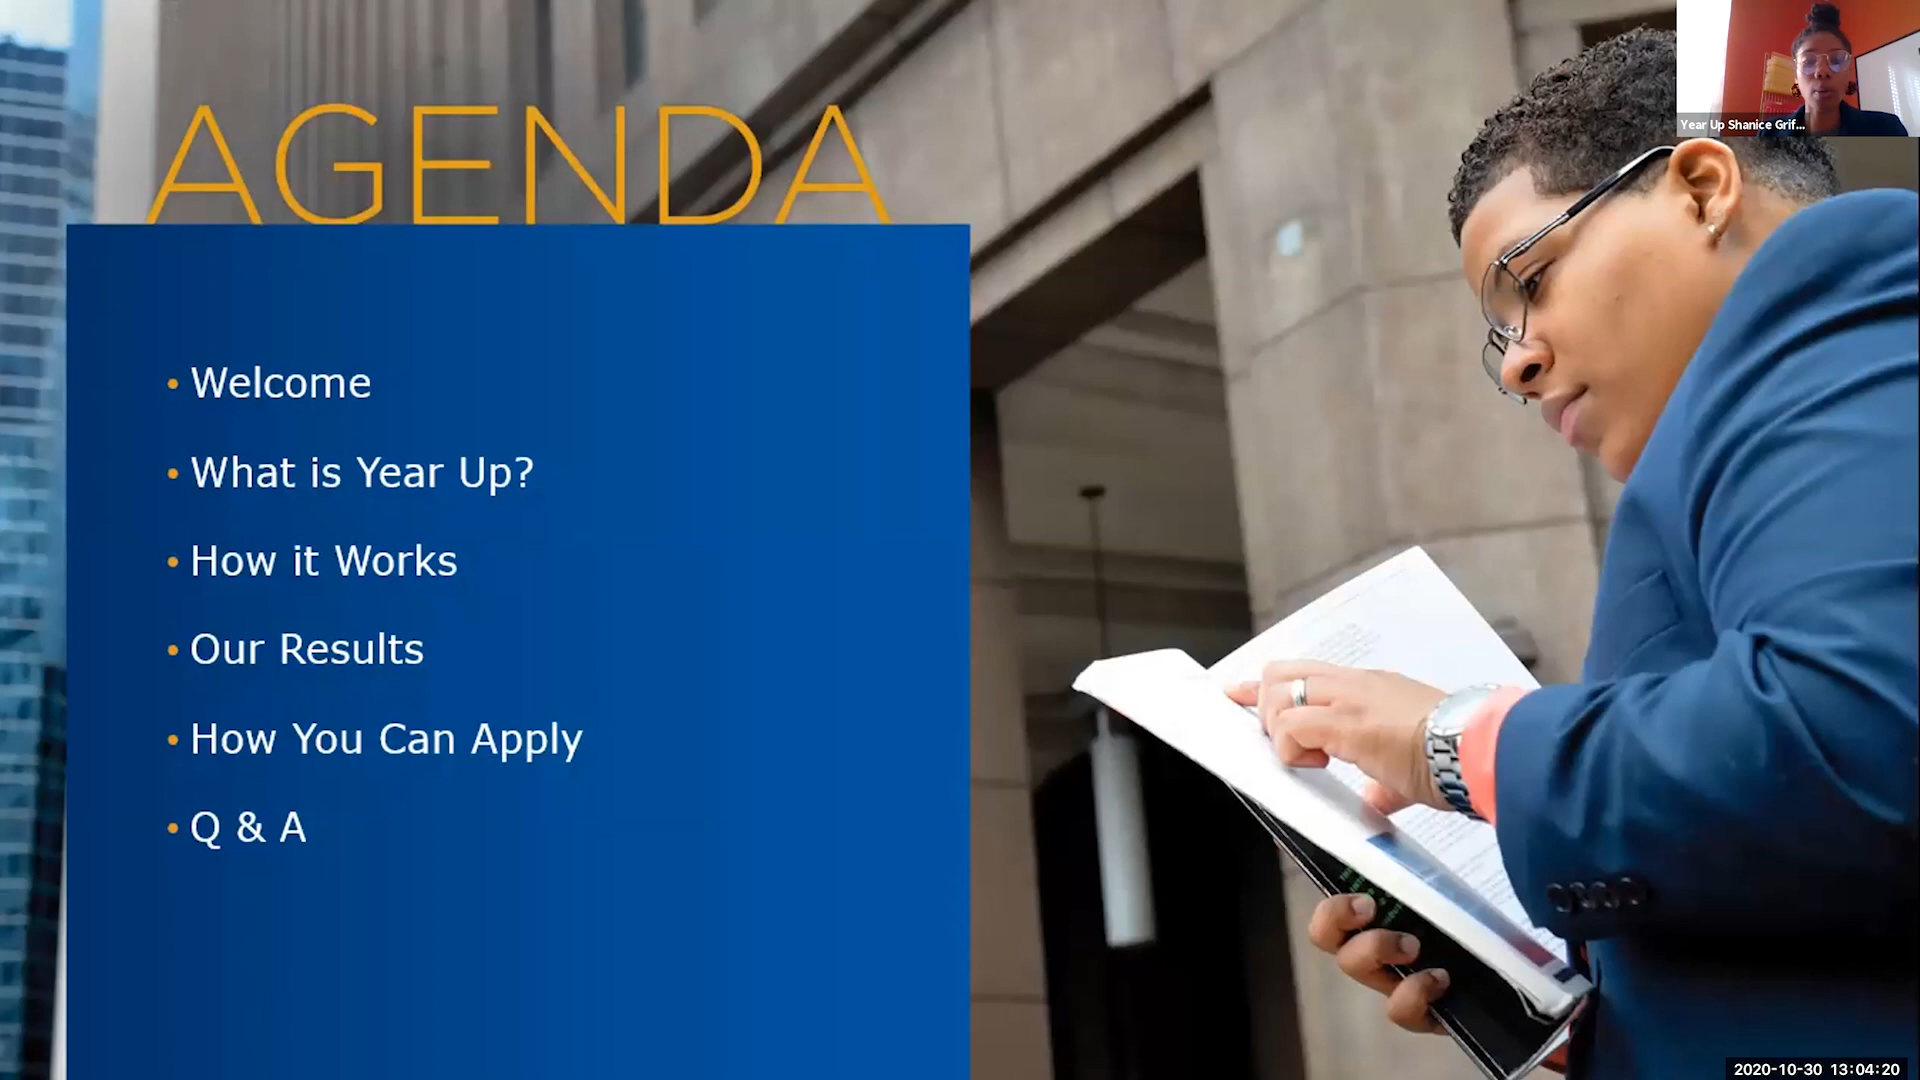 AGENDA
Year Up Shanice Grif...
• Welcome
• What is Year Up?
• How it Works
• Our Results
• How You Can Apply
• Q & A
2020-10-30 13:04:20